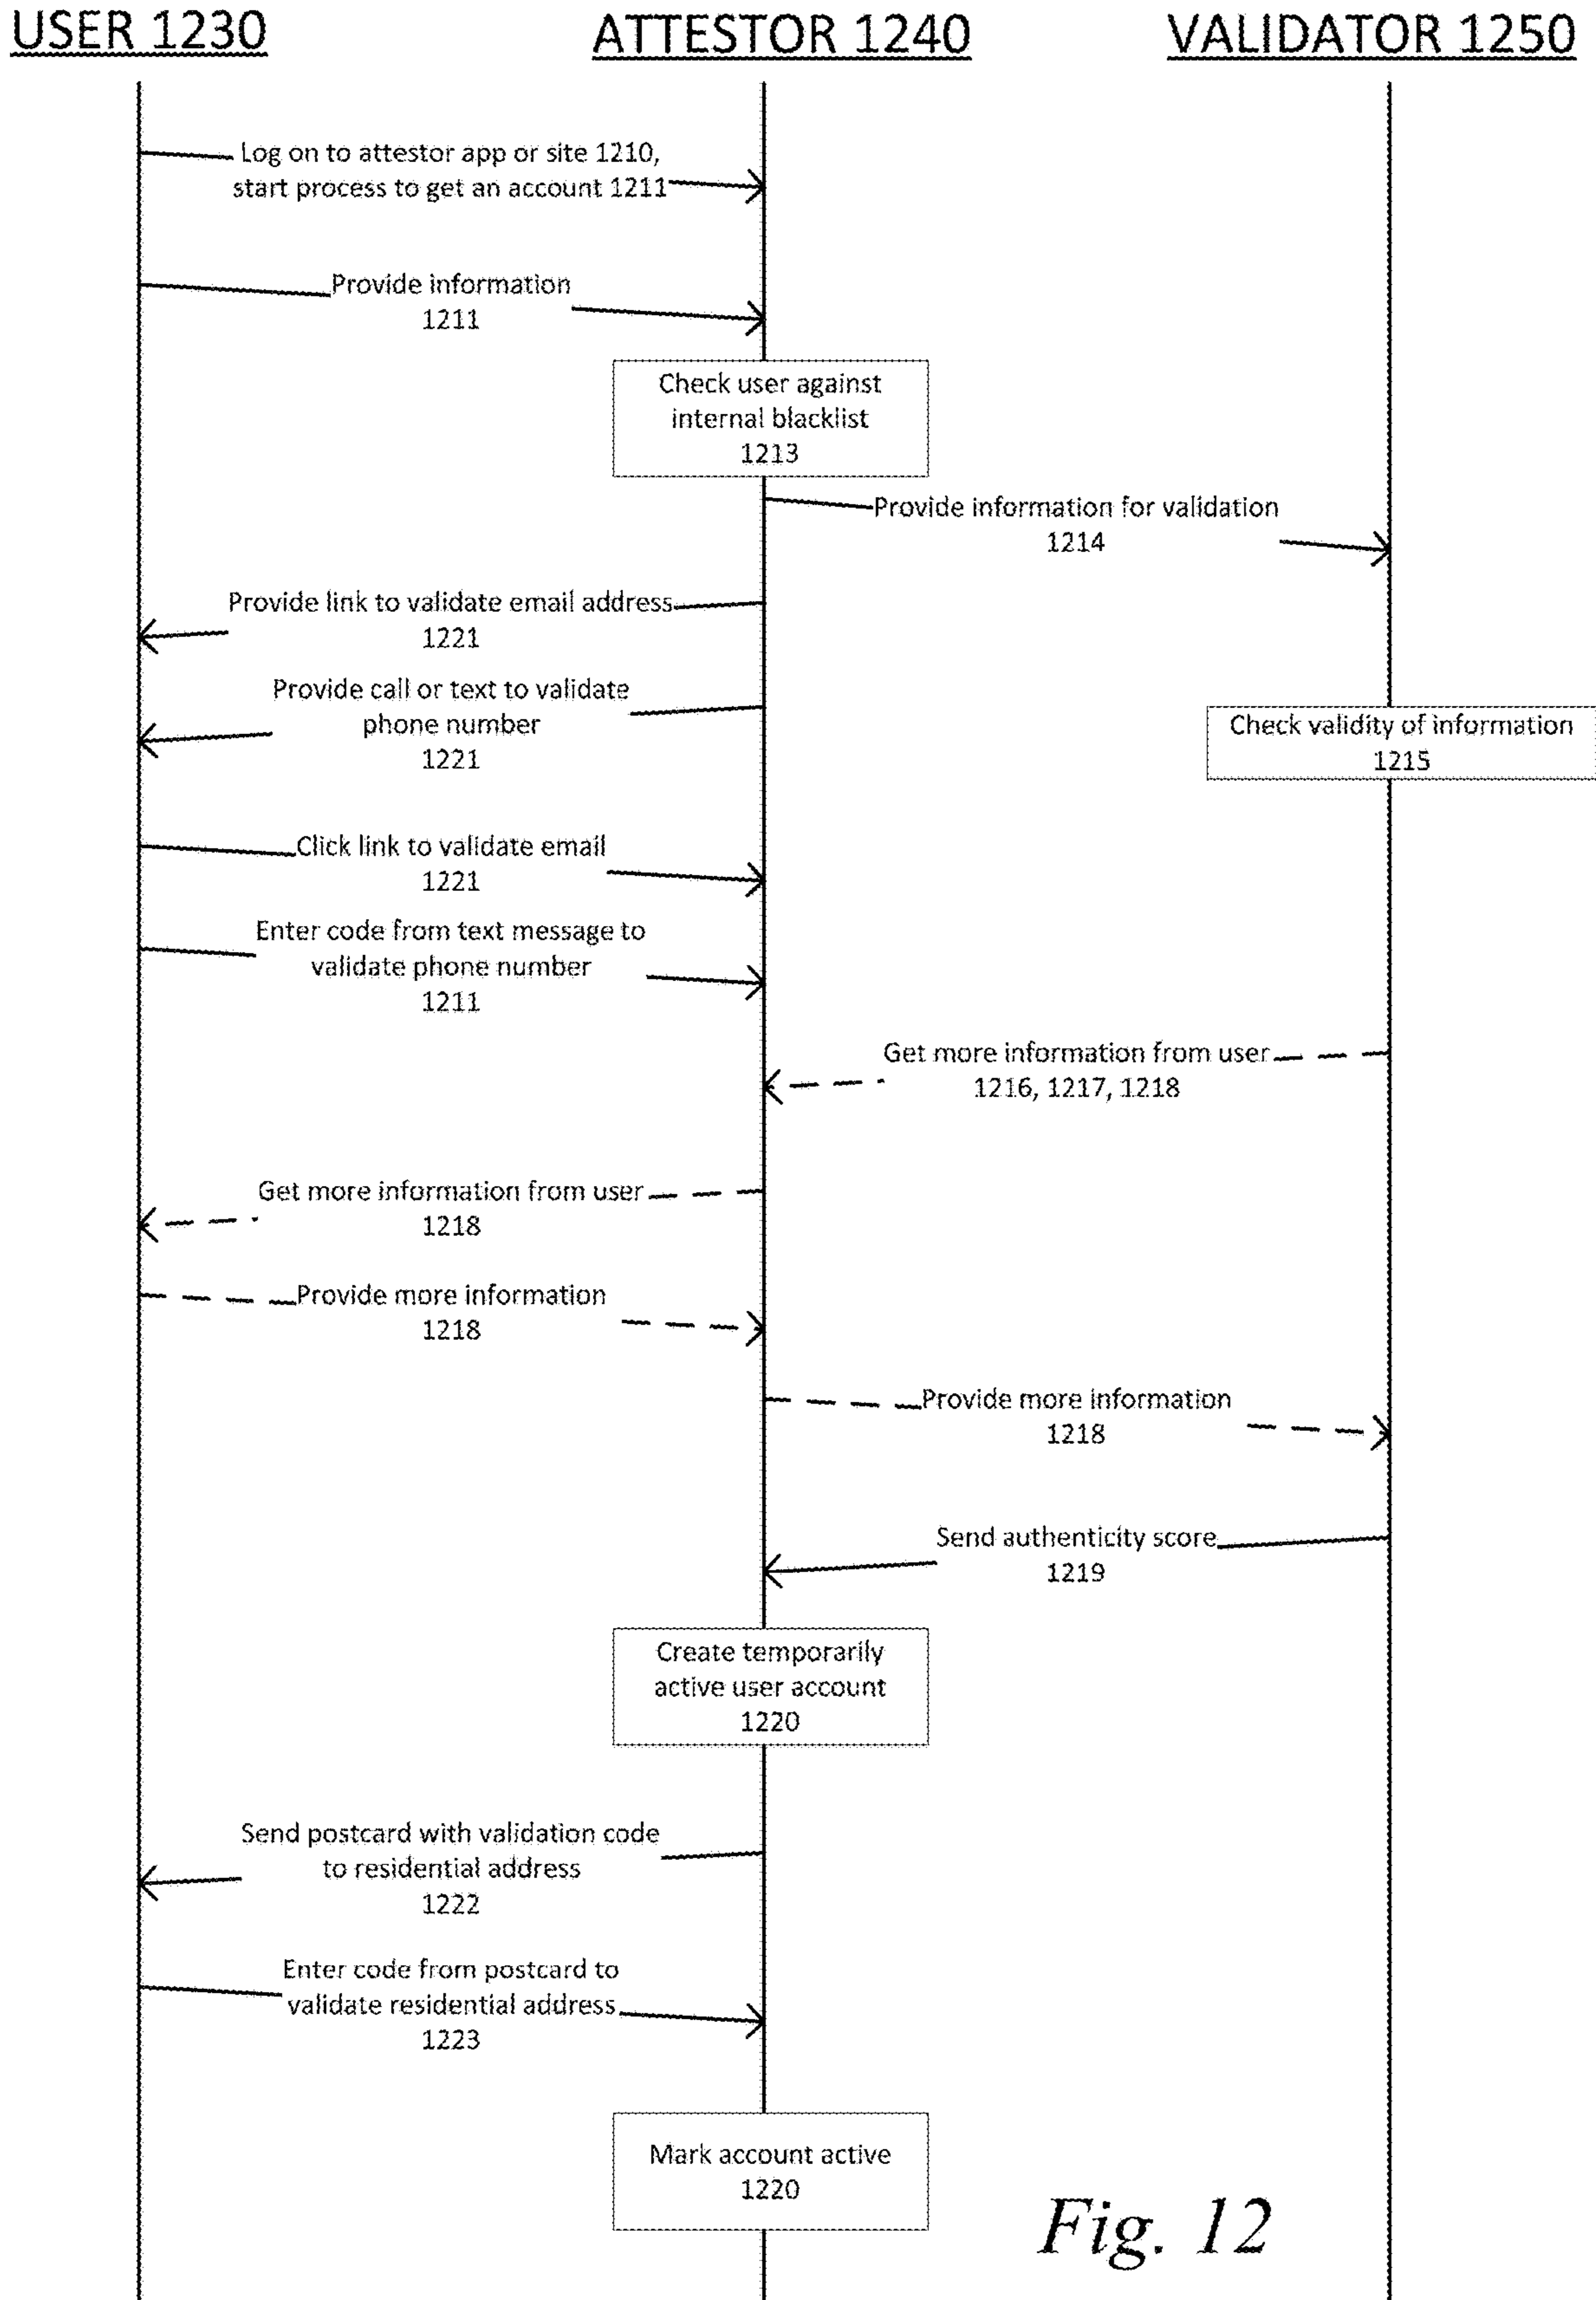 USER 1230
ATTESTOR 1240
VALIDATOR 1250
Log on to attestor app or site 1210,
start process to get an account 1211
Provide information
1211
Check user against
internal blacklist
1213
Provide information for validation
1214
Provide link to validate email address
1221
Provide call or text to validate
phone number
1221
Check validity of information
1215
Click link to validate email
1221
Enter code from text message to
validate phone number
1211
Get more information from user
1216, 1217, 1218
Get more information from user
1218
Provide more information
1218
Provide more information
1218
Send authenticity score
1219
Create temporarily
active user account
1220
Send postcard with validation code
to residential address
1222
Enter code from postcard to
validate residential address
1223
Mark account active
1220
Fig. 12